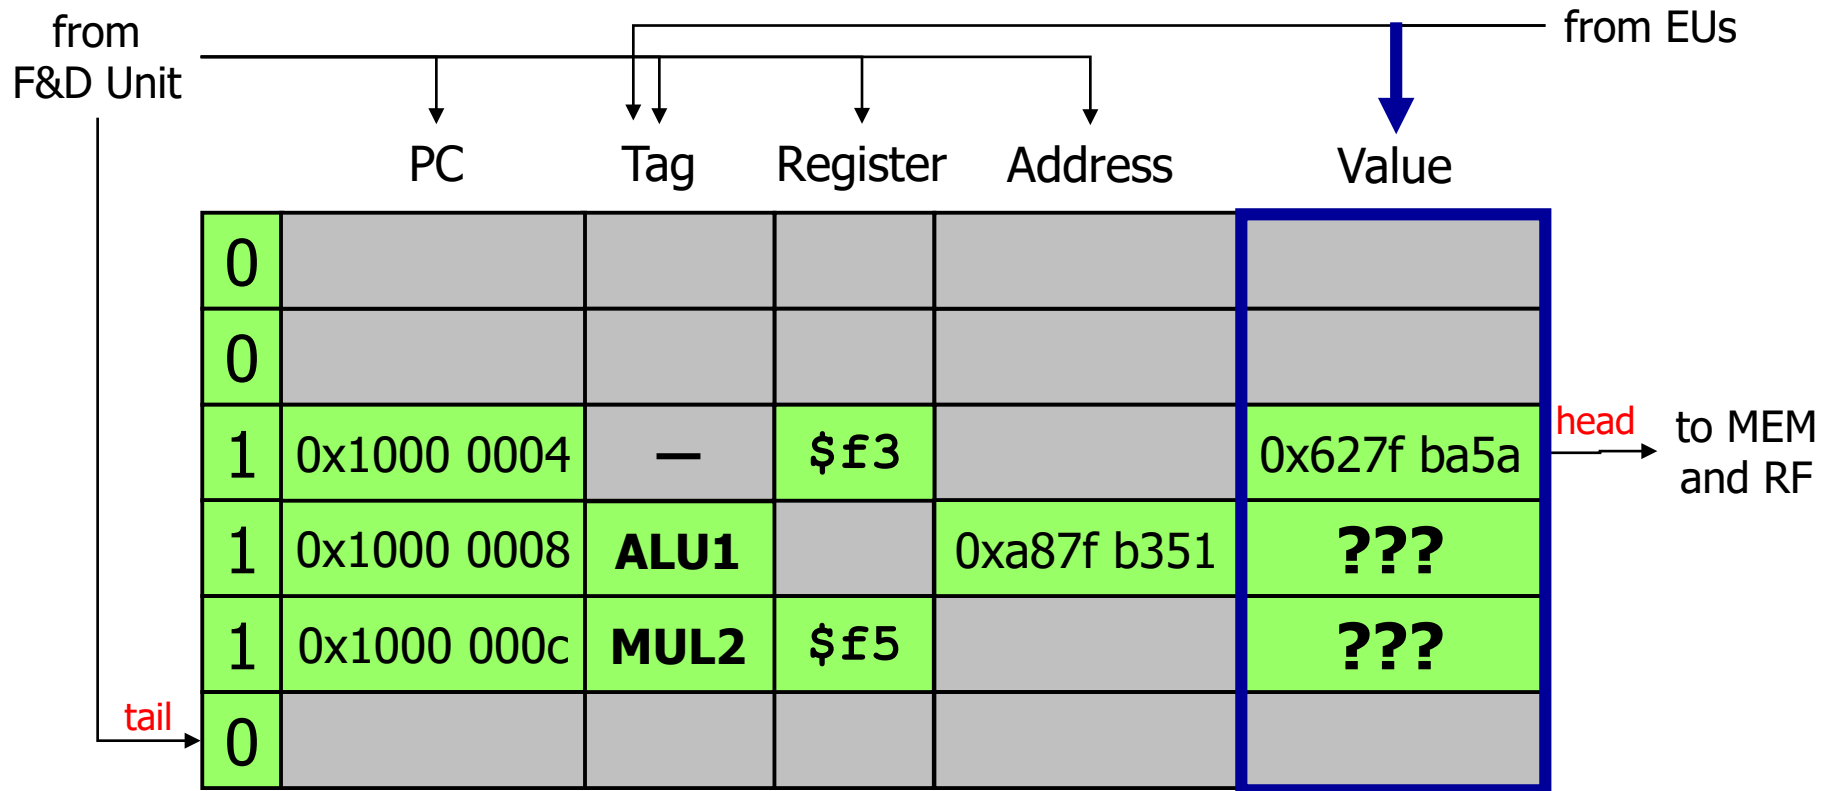 from
F&D Unit
from EUs
PC Tag Register Address Value
0
0
1 0x1000 0004 — $f3 0x627f ba5a
head
to MEM
and RF
1 0x1000 0008 ALU1 0xa87f b351 ???
1 0x1000 000c MUL2 $f5 ???
tail
0